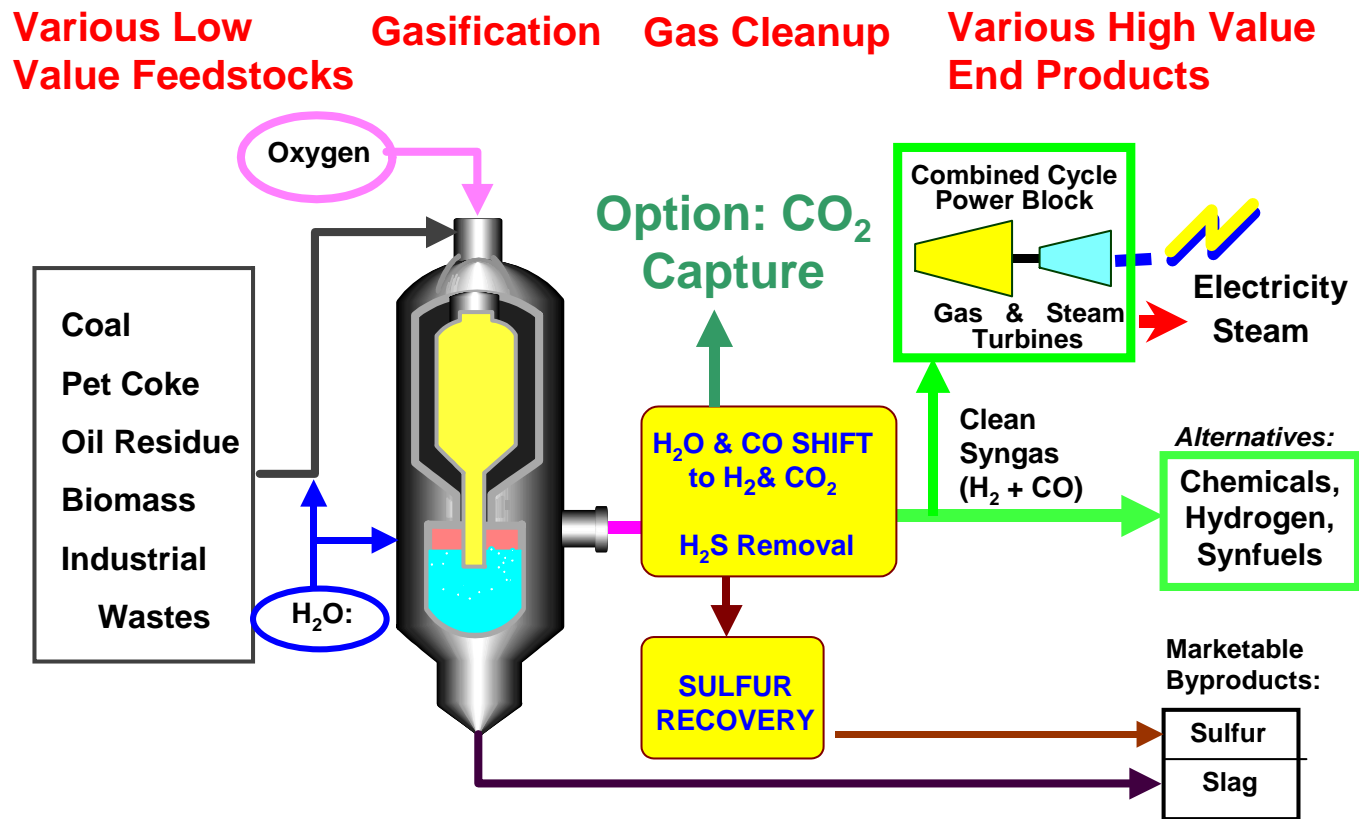 Various Low
Value Feedstocks
Gasification
Gas Cleanup
Various High Value
End Products
Oxygen
Coal
Pet Coke
Oil Residue
Biomass
Industrial
Wastes
H₂O:
Option: CO₂
Capture
H₂O & CO SHIFT
to H₂& CO₂
H₂S Removal
SULFUR
RECOVERY
Combined Cycle
Power Block
Gas & Steam
Turbines
Electricity
Steam
Clean
Syngas
(H₂ + CO)
Alternatives:
Chemicals,
Hydrogen,
Synfuels
Marketable
Byproducts:
Sulfur
Slag